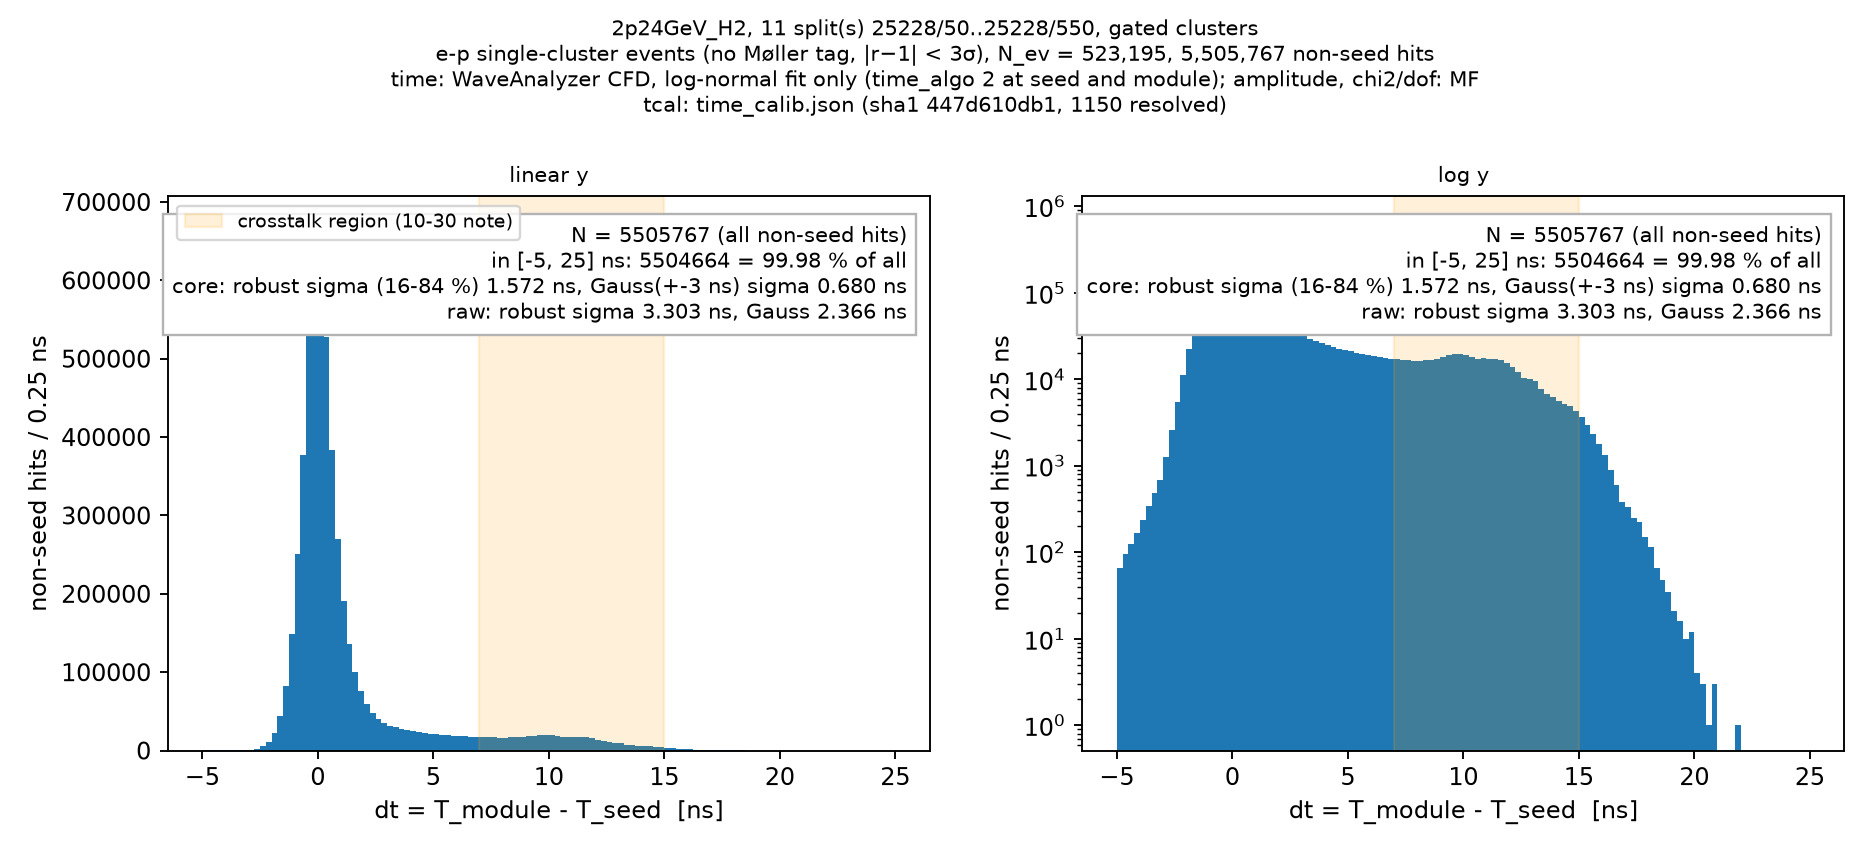 2p24GeV_H2, 11 split(s) 25228/50..25228/550, gated clusters
e-p single-cluster events (no Møller tag, |r−1| < 3σ), N_ev = 523,195, 5,505,767 non-seed hits
time: WaveAnalyzer CFD, log-normal fit only (time_algo 2 at seed and module); amplitude, chi2/dof: MF
tcal: time_calib.json (sha1 447d610db1, 1150 resolved)
linear y
700000
600000
500000
400000
300000
200000
100000
0
non-seed hits / 0.25 ns
crosstalk region (10-30 note)
N = 5505767 (all non-seed hits)
in [-5, 25] ns: 5504664 = 99.98 % of all
core: robust sigma (16-84 %) 1.572 ns, Gauss(+-3 ns) sigma 0.680 ns
raw: robust sigma 3.303 ns, Gauss 2.366 ns
−5 0 5 10 15 20 25
dt = T_module - T_seed [ns]
log y
10⁶
10⁵
10⁴
10³
10²
10¹
10⁰
non-seed hits / 0.25 ns
N = 5505767 (all non-seed hits)
in [-5, 25] ns: 5504664 = 99.98 % of all
core: robust sigma (16-84 %) 1.572 ns, Gauss(+-3 ns) sigma 0.680 ns
raw: robust sigma 3.303 ns, Gauss 2.366 ns
−5 0 5 10 15 20 25
dt = T_module - T_seed [ns]